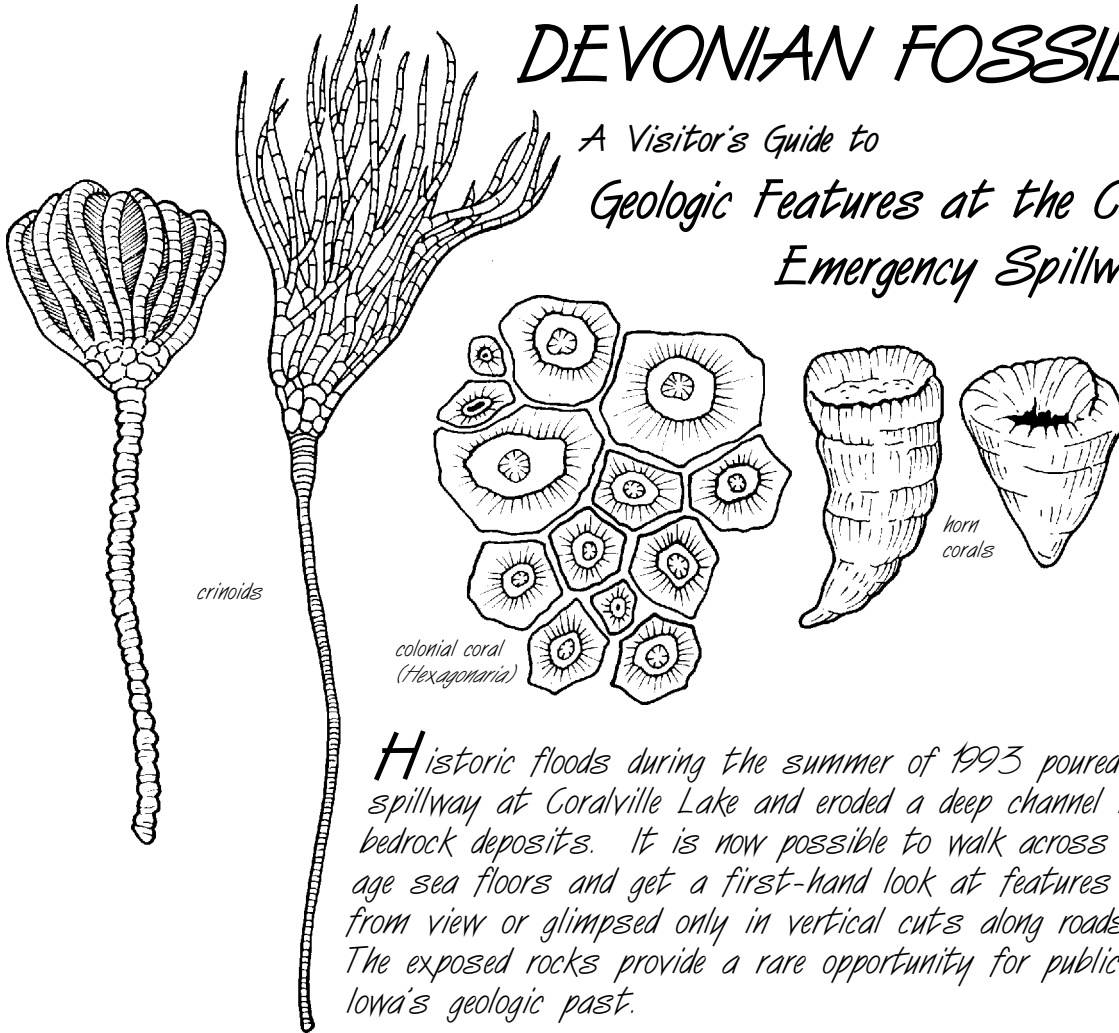 DEVONIAN FOSSIL
A Visitor's Guide to
Geologic Features at the C
Emergency Spillw
horn
corals
crinoids
colonial coral
(Hexagonaria)
Historic floods during the summer of 1993 poured
spillway at Coralville Lake and eroded a deep channel
bedrock deposits. It is now possible to walk across
age sea floors and get a first-hand look at features
from view or glimpsed only in vertical cuts along roads
The exposed rocks provide a rare opportunity for public
Iowa's geologic past.